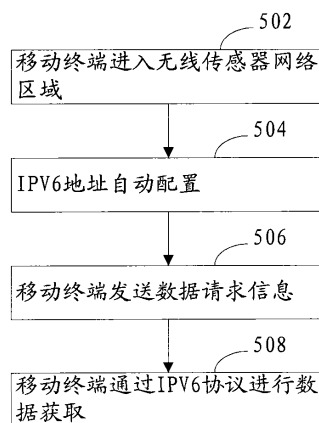 502
移动终端进入无线传感器网络
区域
504
IPV6地址自动配置
506
移动终端发送数据请求信息
508
移动终端通过IPV6协议进行数
据获取